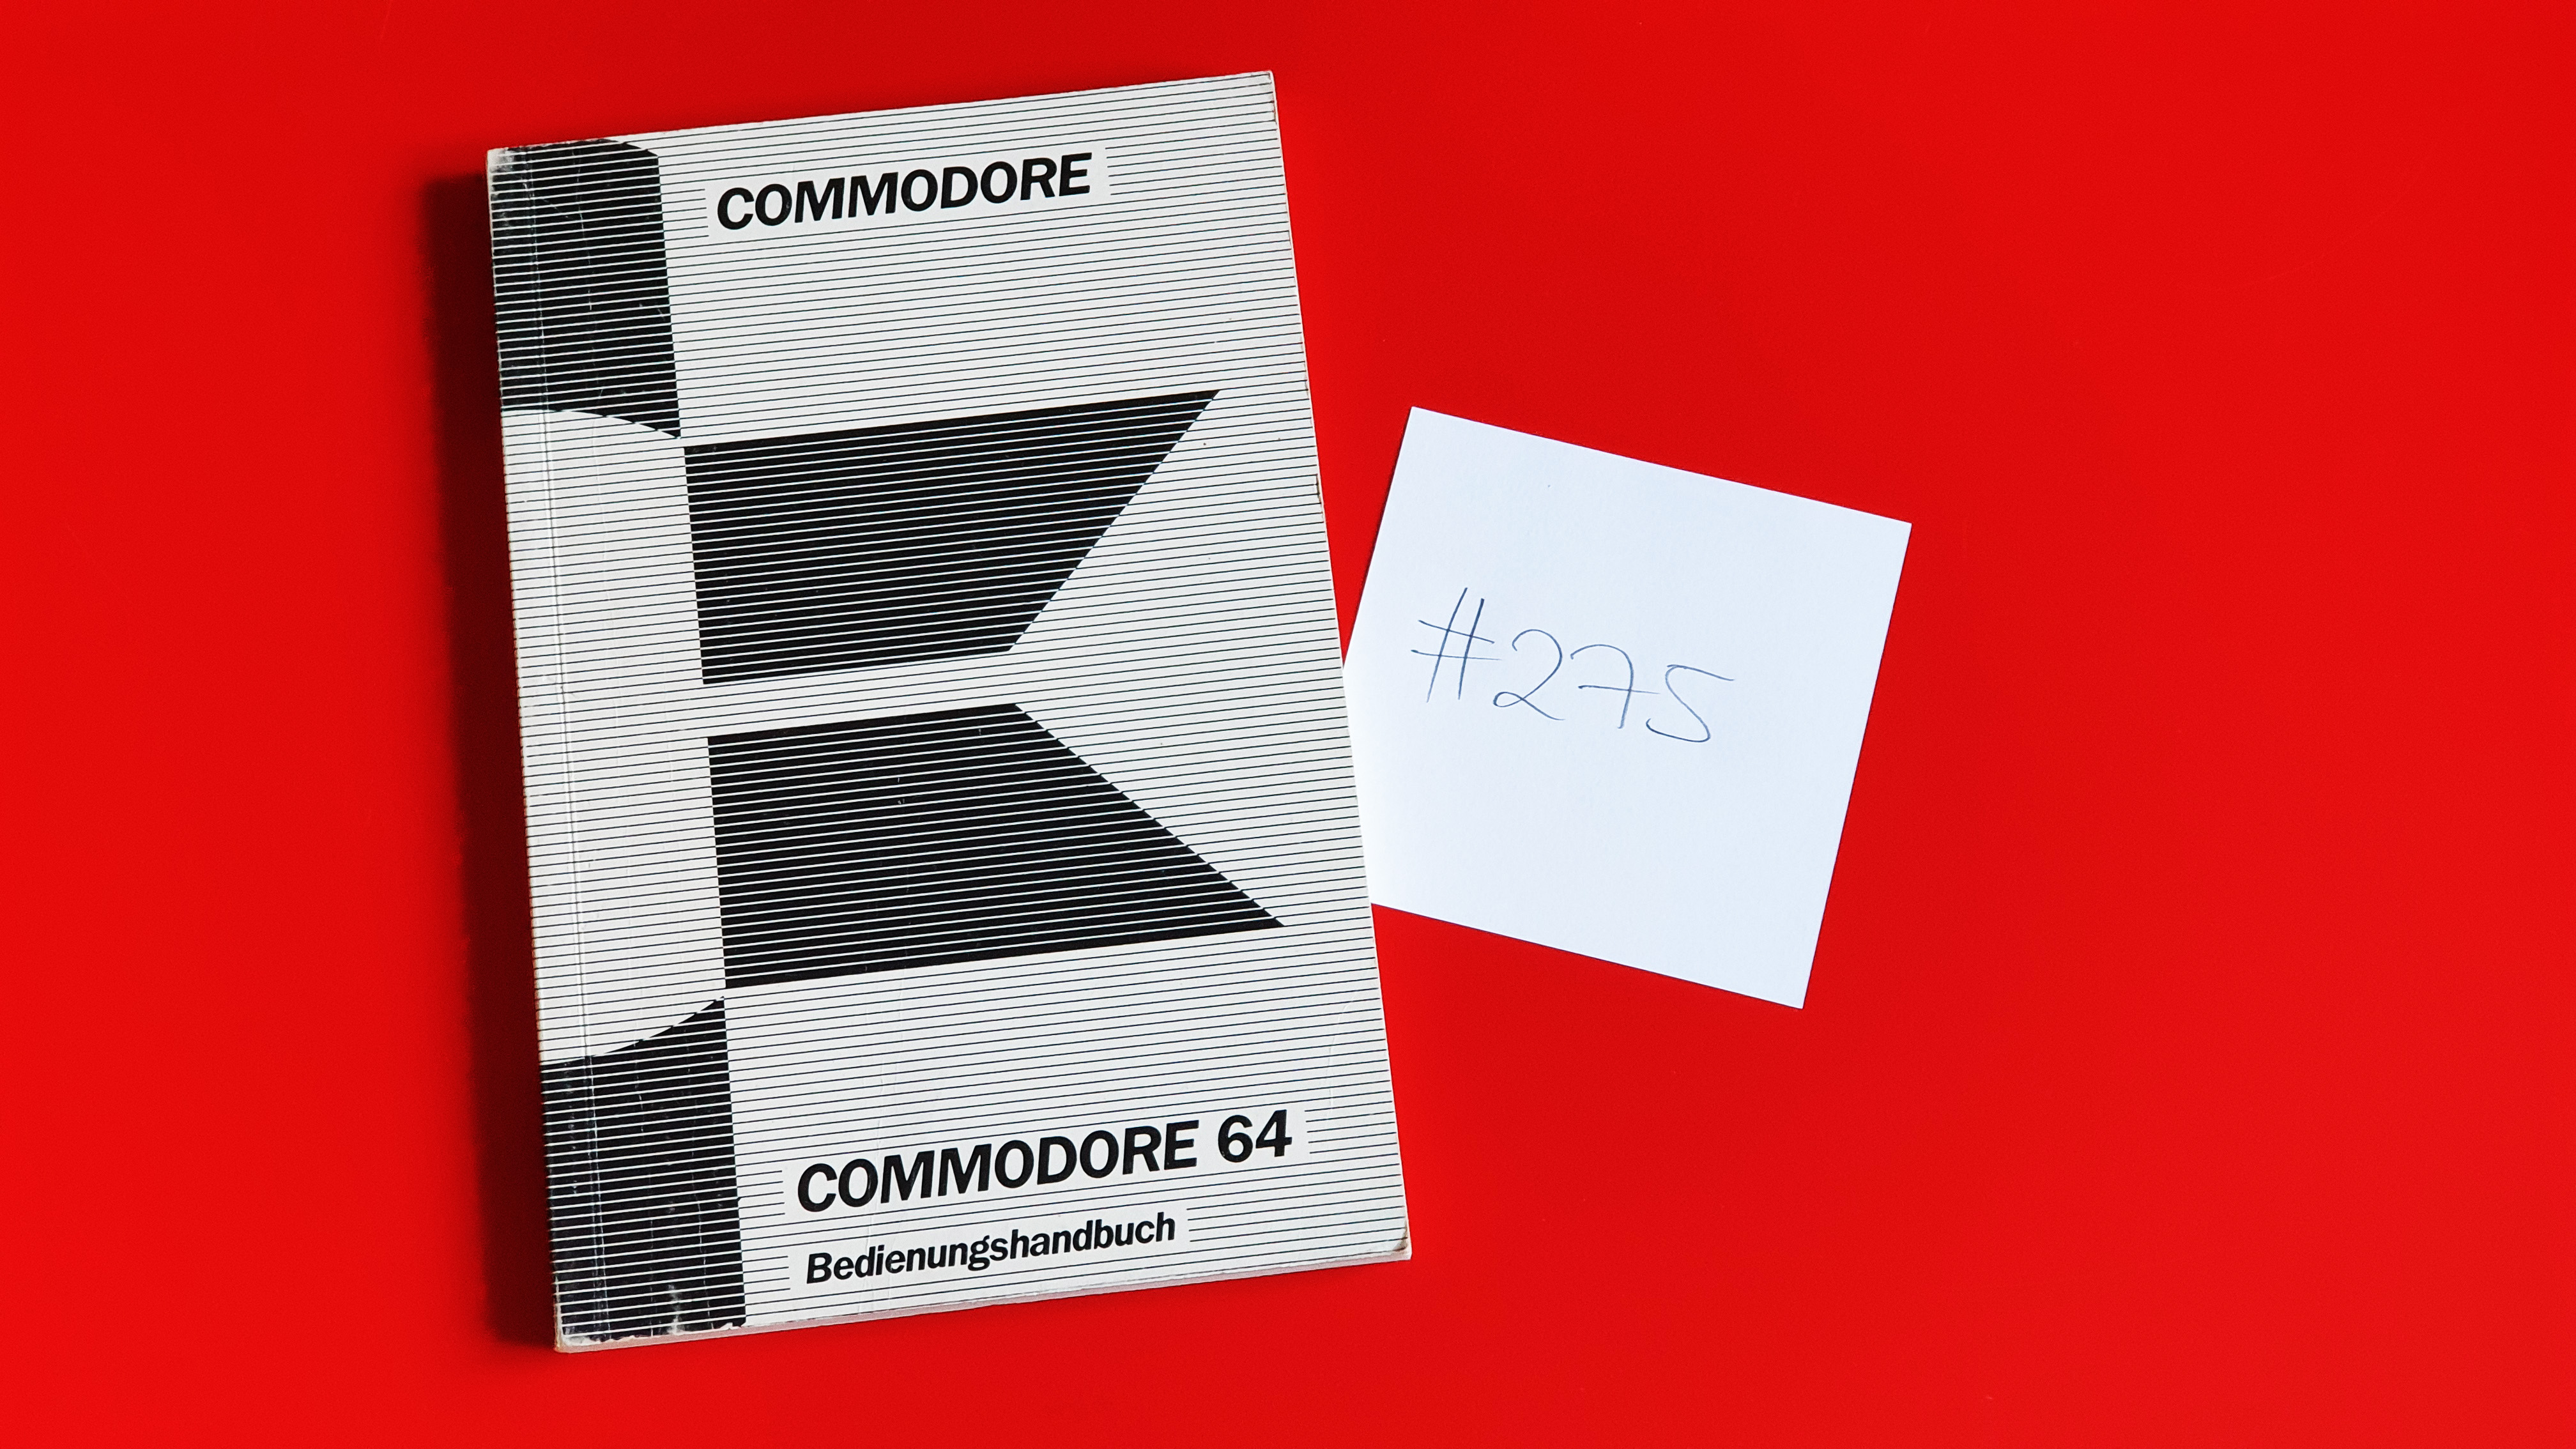 COMMODORE
COMMODORE 64
Bedienungshandbuch
#275